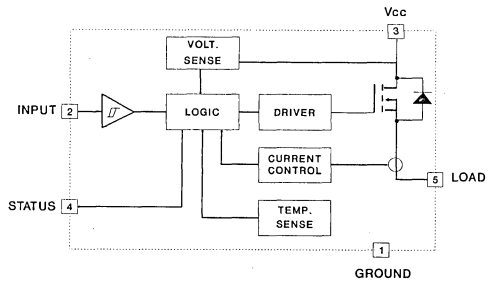 Vcc
3
VOLT.
SENSE
INPUT 2
LOGIC
DRIVER
CURRENT
CONTROL
5 LOAD
STATUS 4
TEMP.
SENSE
1
GROUND